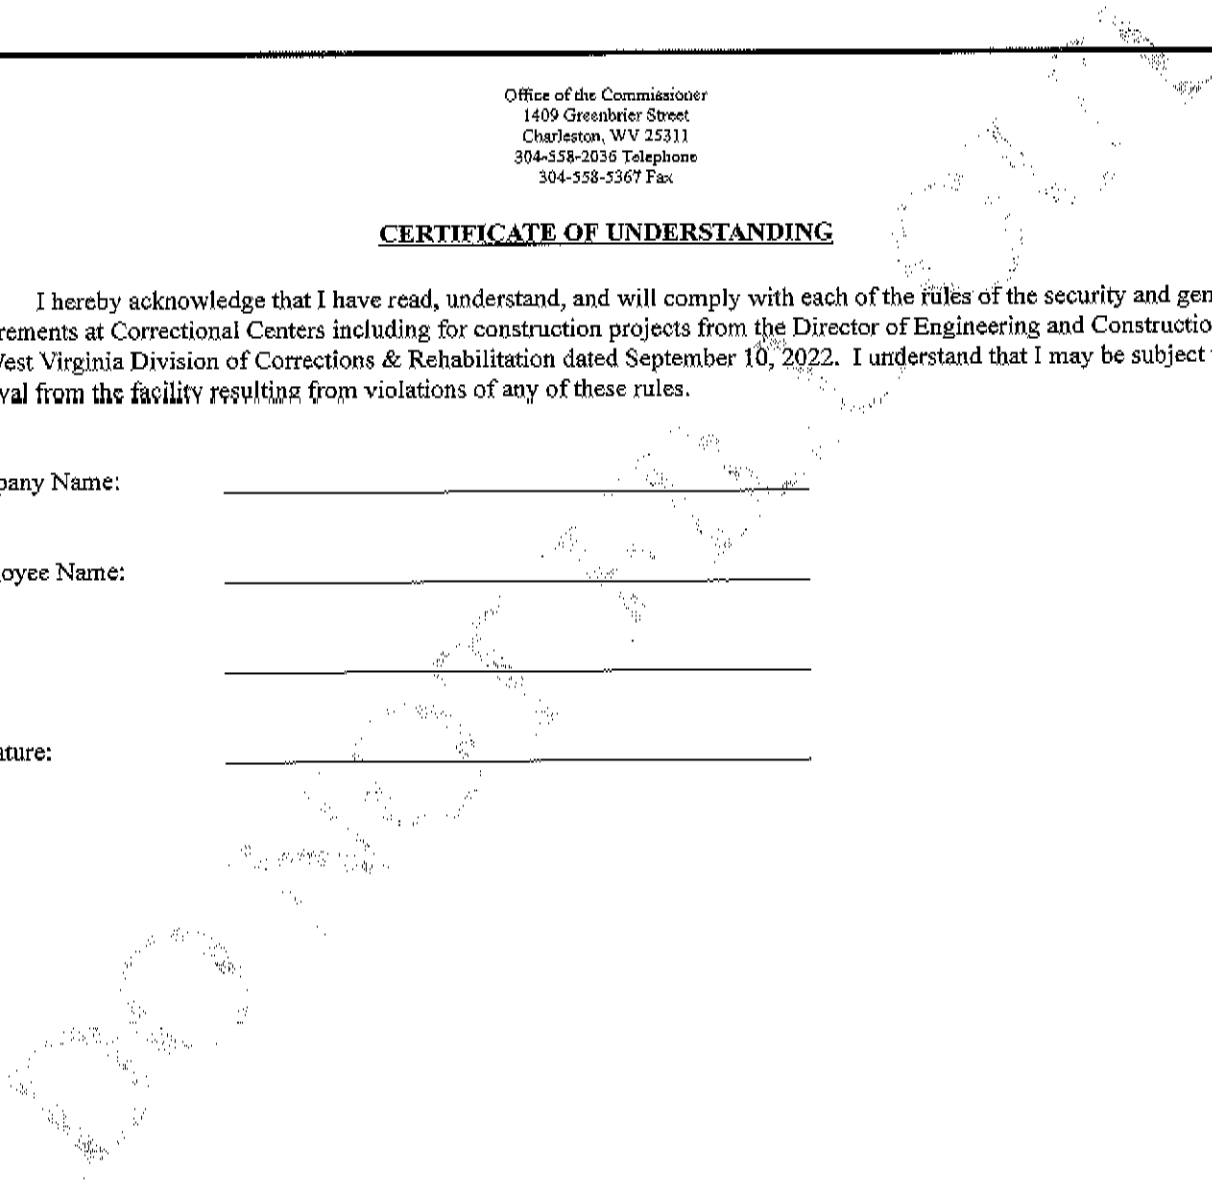 Office of the Commissioner
1409 Greenbrier Street
Charleston, WV 25311
304-558-2036 Telephone
304-558-5367 Fax
CERTIFICATE OF UNDERSTANDING
I hereby acknowledge that I have read, understand, and will comply with each of the rules of the security and gen
rements at Correctional Centers including for construction projects from the Director of Engineering and Constructio
Vest Virginia Division of Corrections & Rehabilitation dated September 10, 2022. I understand that I may be subject
val from the facility resulting from violations of any of these rules.
pany Name:
oyee Name:
ature: